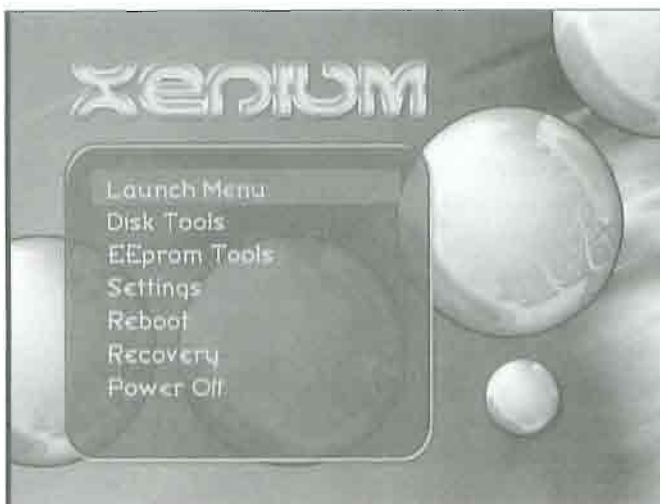 XENIUM
Launch Menu
Disk Tools
EEprom Tools
Settings
Reboot
Recovery
Power Off